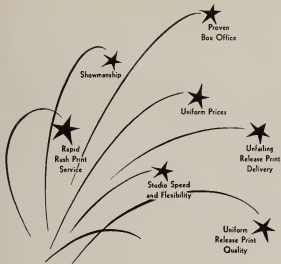 Proven
Box Office
Showmanship
Uniform Prices
Rapid
Rush Print
Service
Unfailing
Release Print
Delivery
Studio Speed
and Flexibility
Uniform
Release Print
Quality